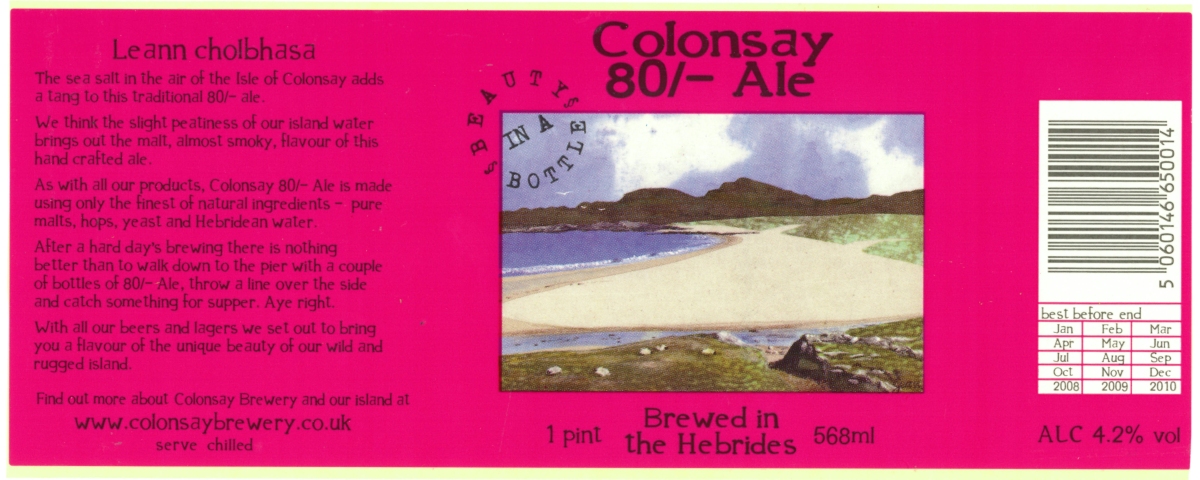 Leann cholbhasa
The sea salt in the air of the Isle of Colonsay adds
a tang to this traditional 80/- ale.
We think the slight peatiness of our island water
brings out the malt, almost smoky, flavour of this
hand crafted ale.
As with all our products, Colonsay 80/- Ale is made
using only the finest of natural ingredients - pure
malts, hops, yeast and Hebridean water.
After a hard day's brewing there is nothing
better than to walk down to the pier with a couple
of bottles of 80/- Ale, throw a line over the side
and catch something for supper. Aye right.
With all our beers and lagers we set out to bring
you a flavour of the unique beauty of our wild and
rugged island.
Find out more about Colonsay Brewery and our island at
www.colonsaybrewery.co.uk
serve chilled
Colonsay
80/- Ale
BEAUTY
IN A
BOTTLE
1 pint
Brewed in
the Hebrides
568ml
5 060146 650014
best before end
Jan Feb Mar
Apr May Jun
Jul Aug Sep
Oct Nov Dec
2008 2009 2010
ALC 4.2% vol